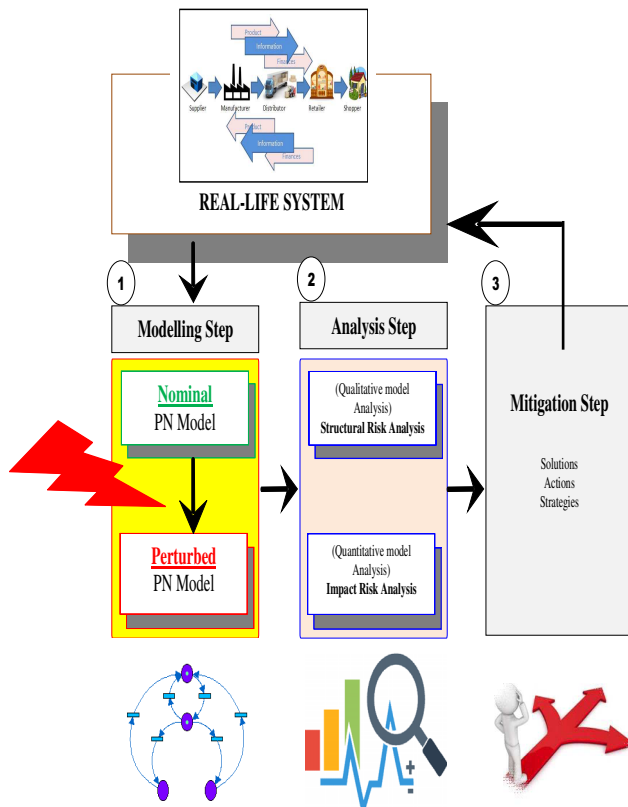 Product
Information
Finances
Supplier
Manufacturer
Distributor
Retailer
Shopper
Product
Information
Finances
REAL-LIFE SYSTEM
1
2
3
Modelling Step
Analysis Step
Nominal
PN Model
(Qualitative model
Analysis)
Structural Risk Analysis
Mitigation Step
Solutions
Actions
Strategies
Perturbed
PN Model
(Quantitative model
Analysis)
Impact Risk Analysis
+
-